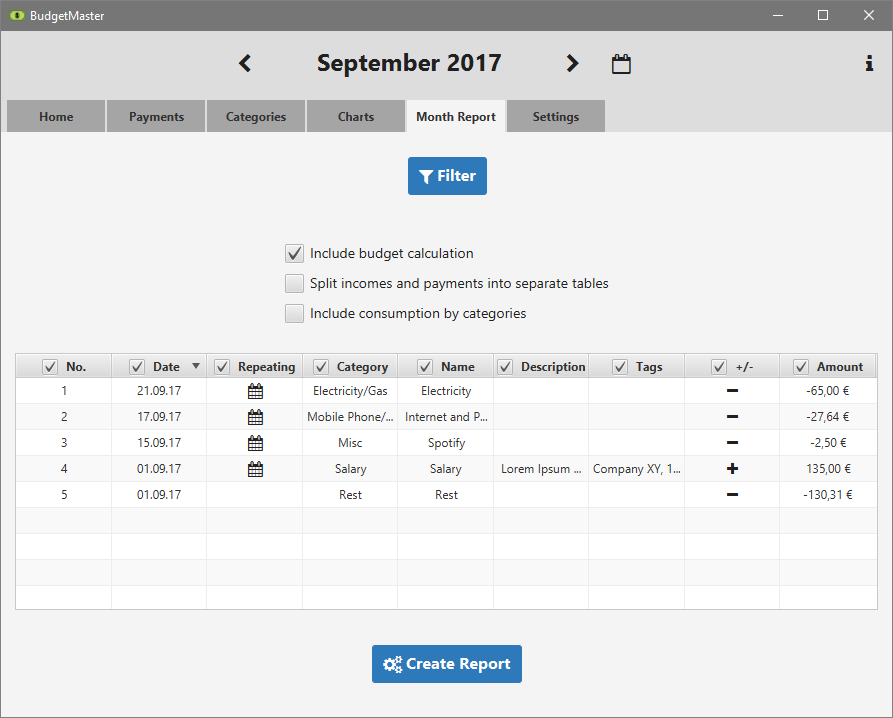 BudgetMaster
September 2017
Home Payments Categories Charts Month Report Settings
Filter
Include budget calculation
Split incomes and payments into separate tables
Include consumption by categories
No. Date Repeating Category Name Description Tags +/- Amount
1 21.09.17 Electricity/Gas Electricity -65,00 €
2 17.09.17 Mobile Phone/... Internet and P... -27,64 €
3 15.09.17 Misc Spotify -2,50 €
4 01.09.17 Salary Salary Lorem Ipsum ... Company XY, 1... 135,00 €
5 01.09.17 Rest Rest -130,31 €
Create Report